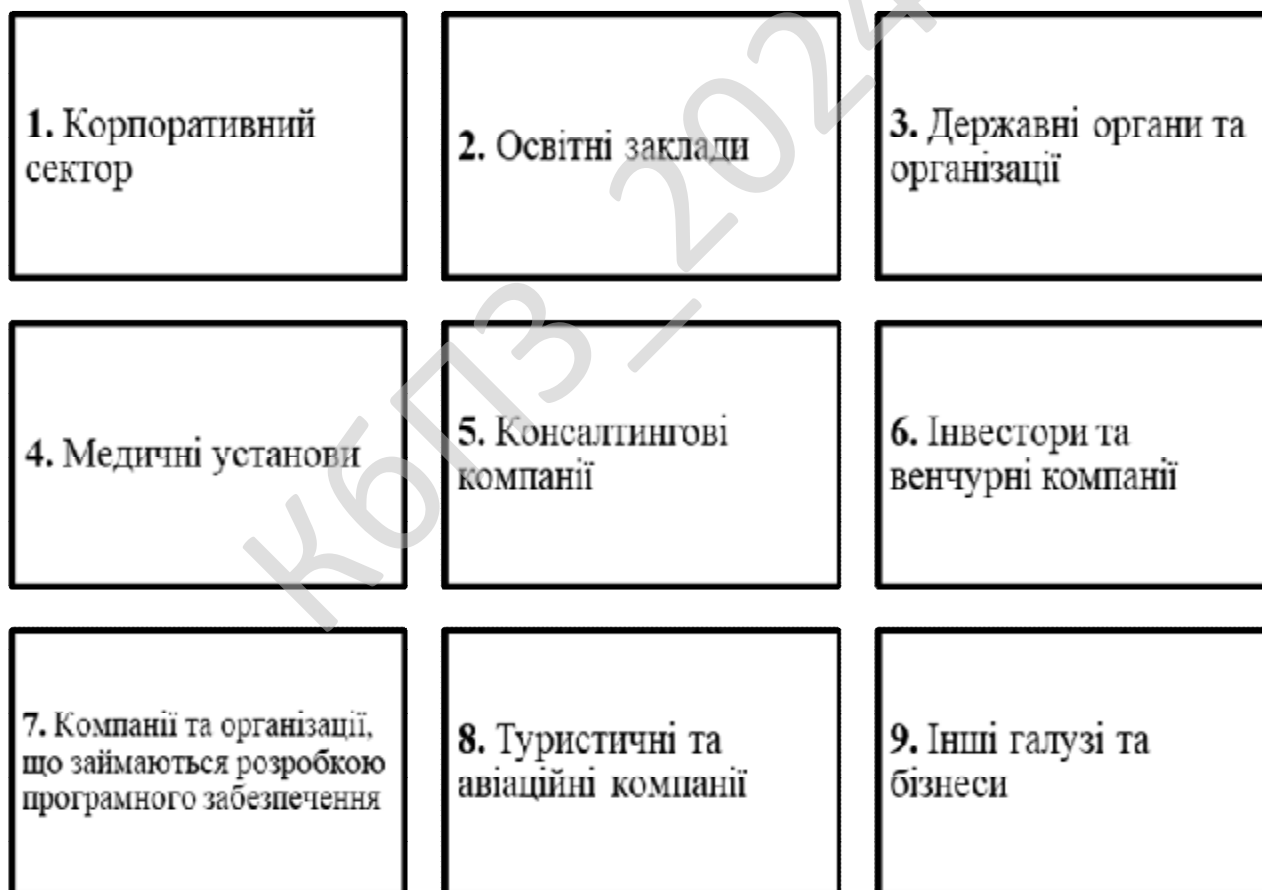 1. Корпоративний
сектор
2. Освітні заклади
3. Державні органи та
організації
4. Медичні установи
5. Консалтингові
компанії
6. Інвестори та
венчурні компанії
7. Компанії та організації,
що займаються розробкою
програмного забезпечення
8. Туристичні та
авіаційні компанії
9. Інші галузі та
бізнеси
КбПЗ_2024